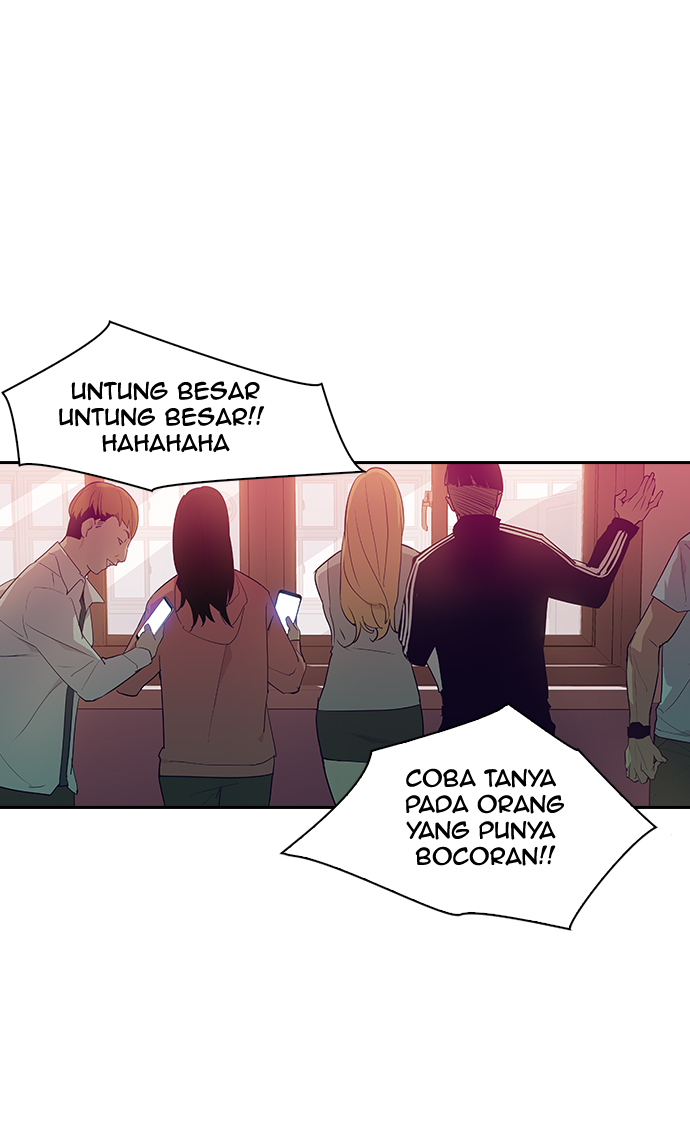 UNTUNG BESAR
UNTUNG BESAR!!
HAHAHAHA
COBA TANYA
PADA ORANG
YANG PUNYA
BOCORAN!!